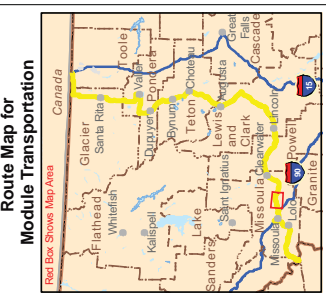 Route Map for
Module Transportation
Red Box Shows Map Area
Canada
Glacier
Toole
Santa Rita
Valier
Pondera
Dupuyer
Flathead
Whitefish
Kalispell
Bynum
Choteau
Teton
Great
Falls
Cascade
Augusta
Lake
Lewis
and
Clark
Sanders
Saint Ignatius
Lincoln
Missoula
Clearwater
Powell
Missoula
Lolo
Granite
90
15